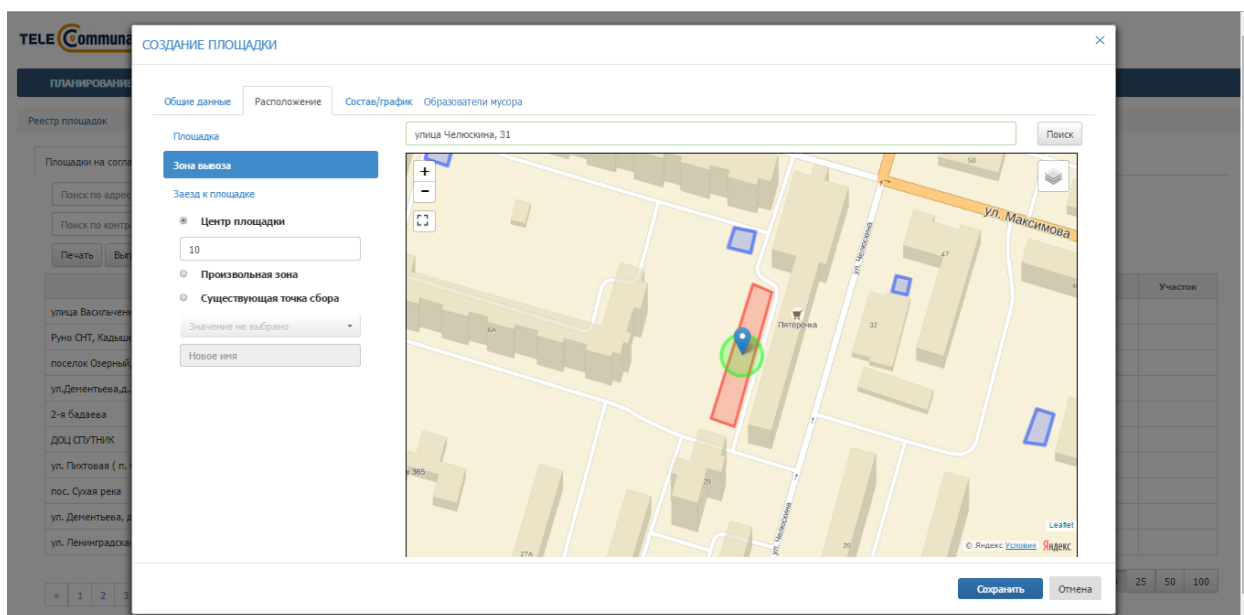 TELE Communa
СОЗДАНИЕ ПЛОЩАДКИ
×
ПЛАНИРОВАНИЕ
Общие данные Расположение Состав/график Образователи мусора
Реестр площадок
Площадка
улица Челюскина, 31
Поиск
Площадки на согла
Зона вывоза
Заезд к площадке
Поиск по адрес
Центр площадки
Поиск по контр
10
Печать Вып
Произвольная зона
Существующая точка сбора
Значение не выбрано
Новое имя
+
−
50
ул. Максимова
ул. Челюскина
47
6А
Пятёрочка
32
29
27А
26
ул. Челюскина
Leaflet
© Яндекс Условия Яндекс
Участок
улица Васильчен
Руно СНТ, Кадыше
поселок Озерный,
ул.Дементьева,д.
2-я бадаева
ДОЦ СПУТНИК
ул. Пихтовая ( п.
пос. Сухая река
ул. Дементьева, д
ул. Ленинградска
« 1 2 3
25 50 100
Сохранить Отмена